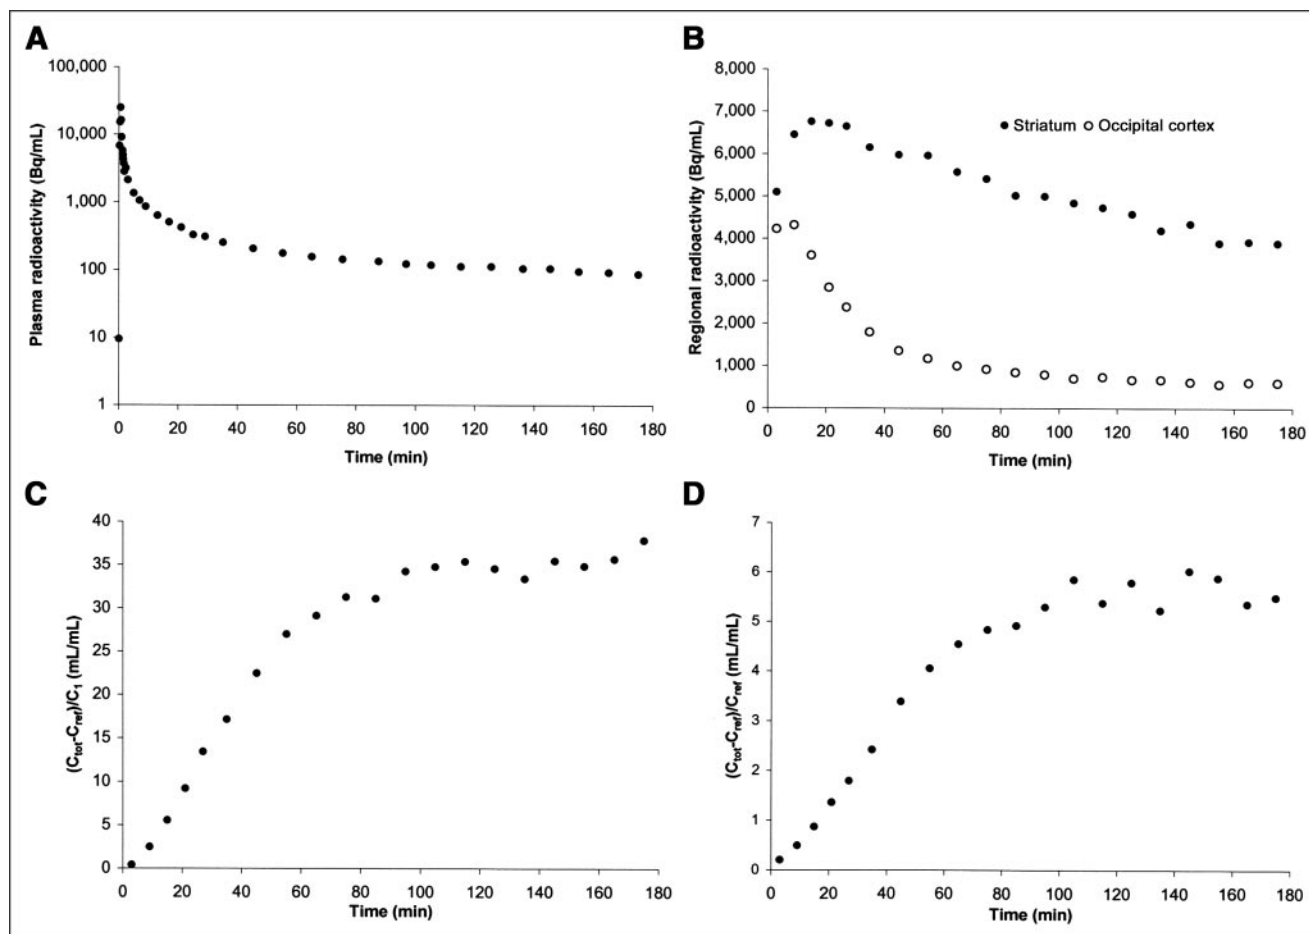 A
Plasma radioactivity (Bq/mL)
100,000
10,000
1,000
100
10
1
0 20 40 60 80 100 120 140 160 180
Time (min)
B
Regional radioactivity (Bq/mL)
8,000
7,000
6,000
5,000
4,000
3,000
2,000
1,000
0
Striatum Occipital cortex
0 20 40 60 80 100 120 140 160 180
Time (min)
C
(Ctot-Cref)/C1 (mL/mL)
40
35
30
25
20
15
10
5
0
0 20 40 60 80 100 120 140 160 180
Time (min)
D
(Ctot-Cref)/Cref (mL/mL)
7
6
5
4
3
2
1
0
0 20 40 60 80 100 120 140 160 180
Time (min)